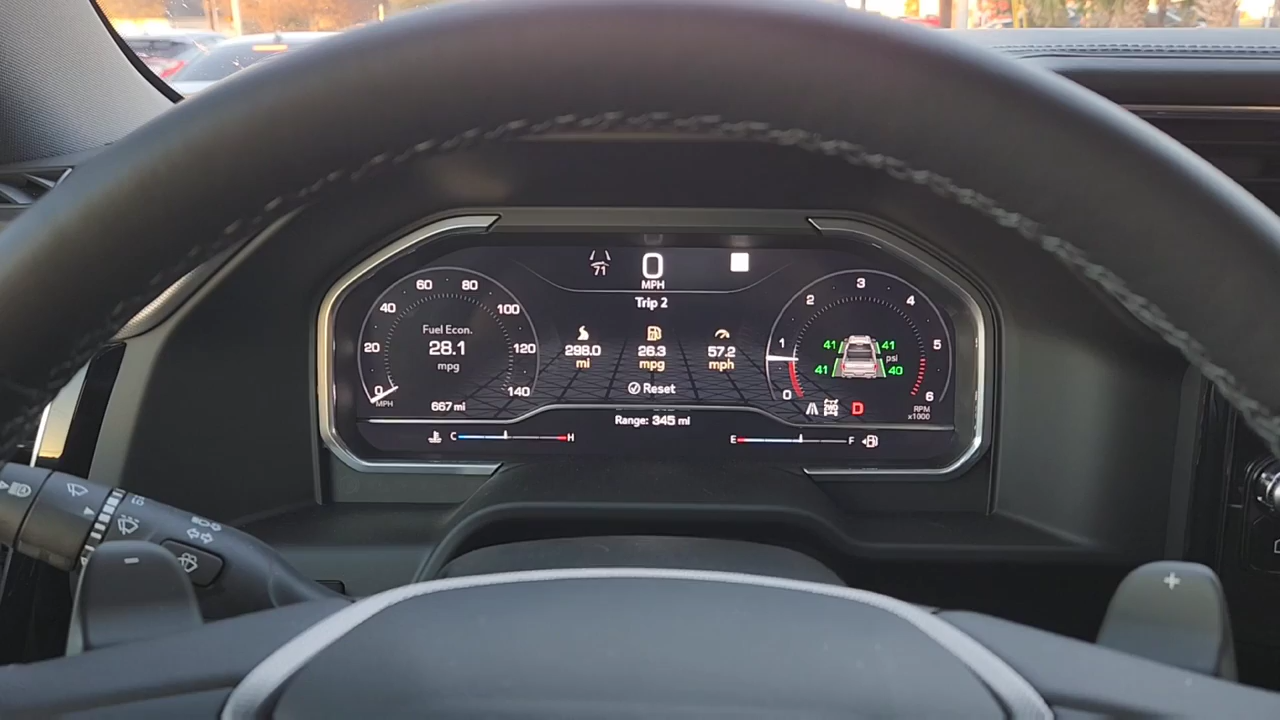 71
0
MPH
Trip 2
60 80
40 100
20 120
0 140
MPH
Fuel Econ.
28.1
mpg
667 mi
298.0
mi
26.3
mpg
57.2
mph
Reset
Range: 345 mi
3
2 4
1 5
0 6
41 41
psi
41 40
D
RPM
x1000
C H
E F
-
+